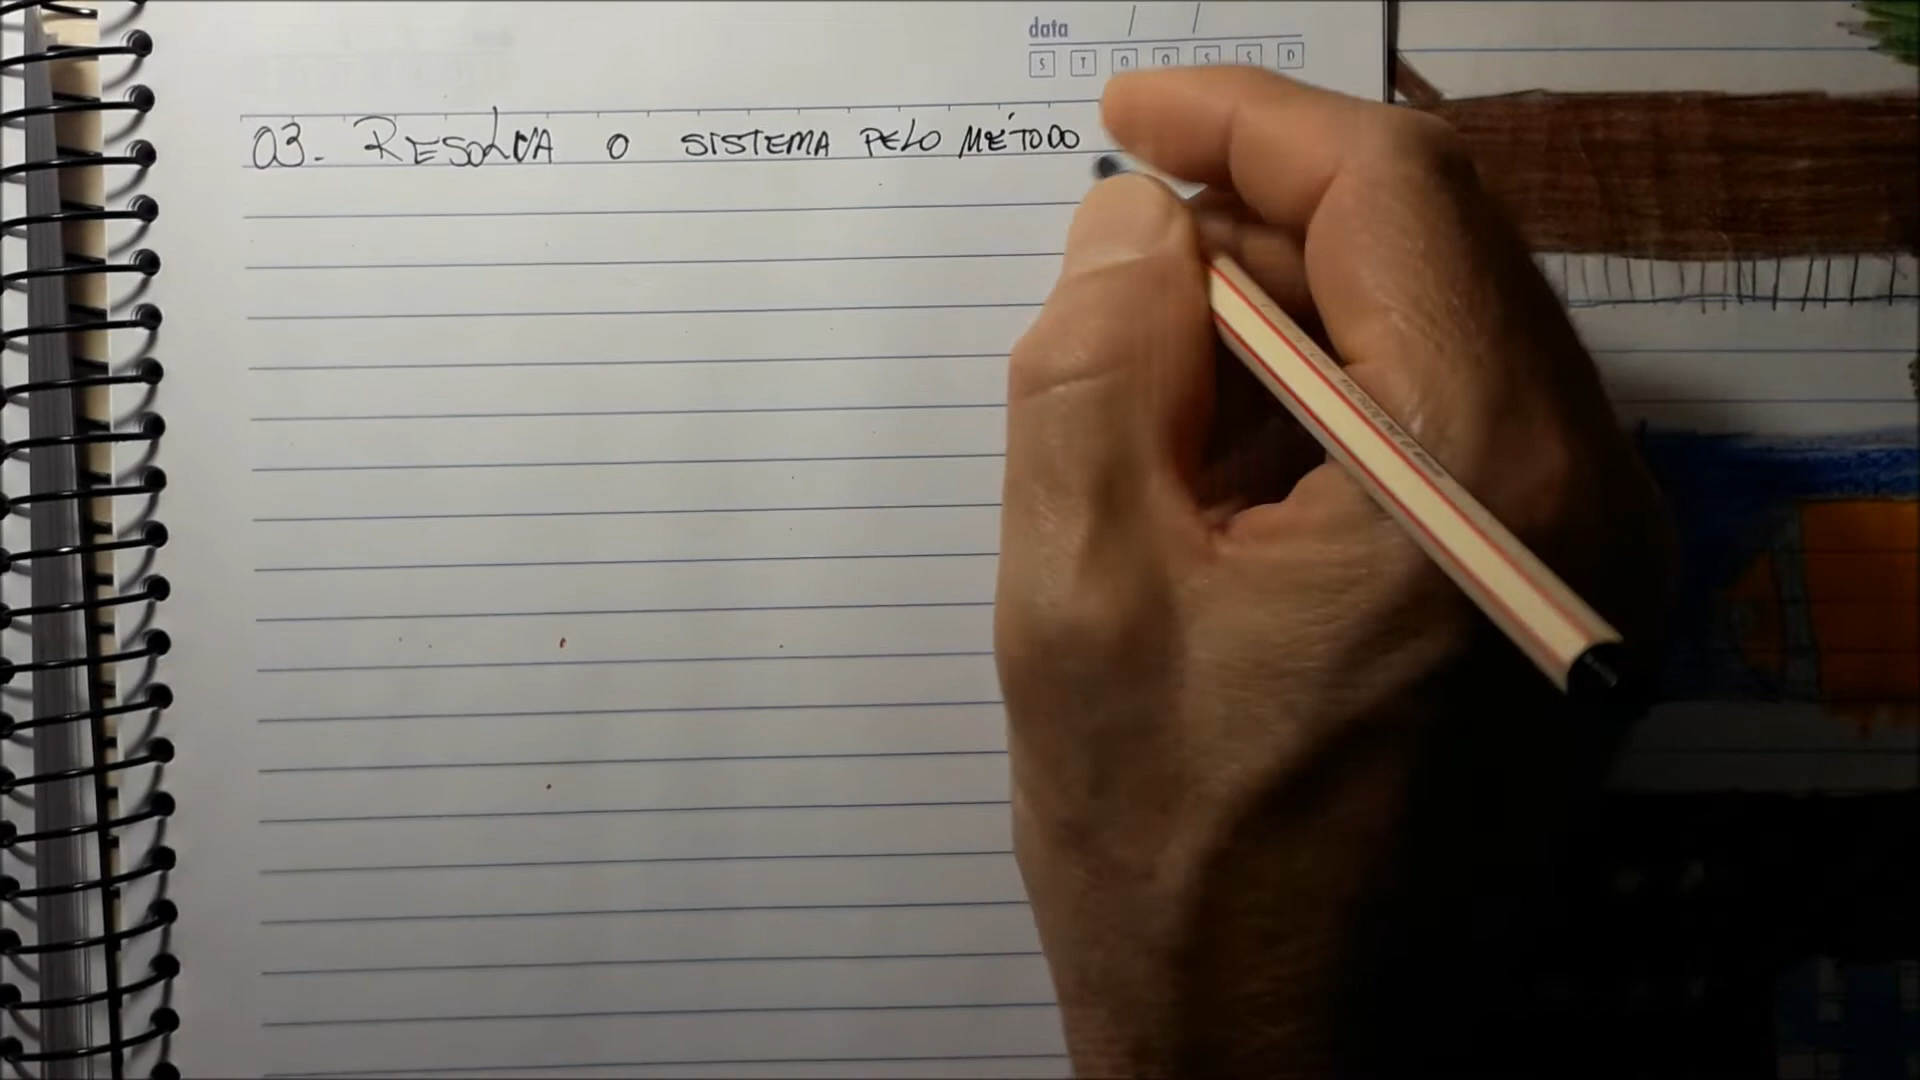 data / /
S T Q Q S S D
03. RESOLVA O SISTEMA PELO MÉTODO